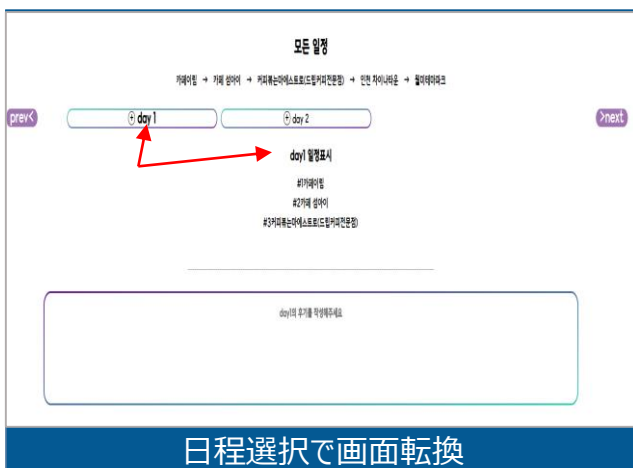 모든 일정
카페이림 → 카페 섬아이 → 커피볶는마에스트로(드립커피전문점) → 인천 차이나타운 → 월미테마파크
prev< + day 1 + day 2 >next
day1 일정표시
#1카페이림
#2카페 섬아이
#3커피볶는마에스트로(드립커피전문점)
day1의 후기를 작성해주세요
日程選択で画面転換